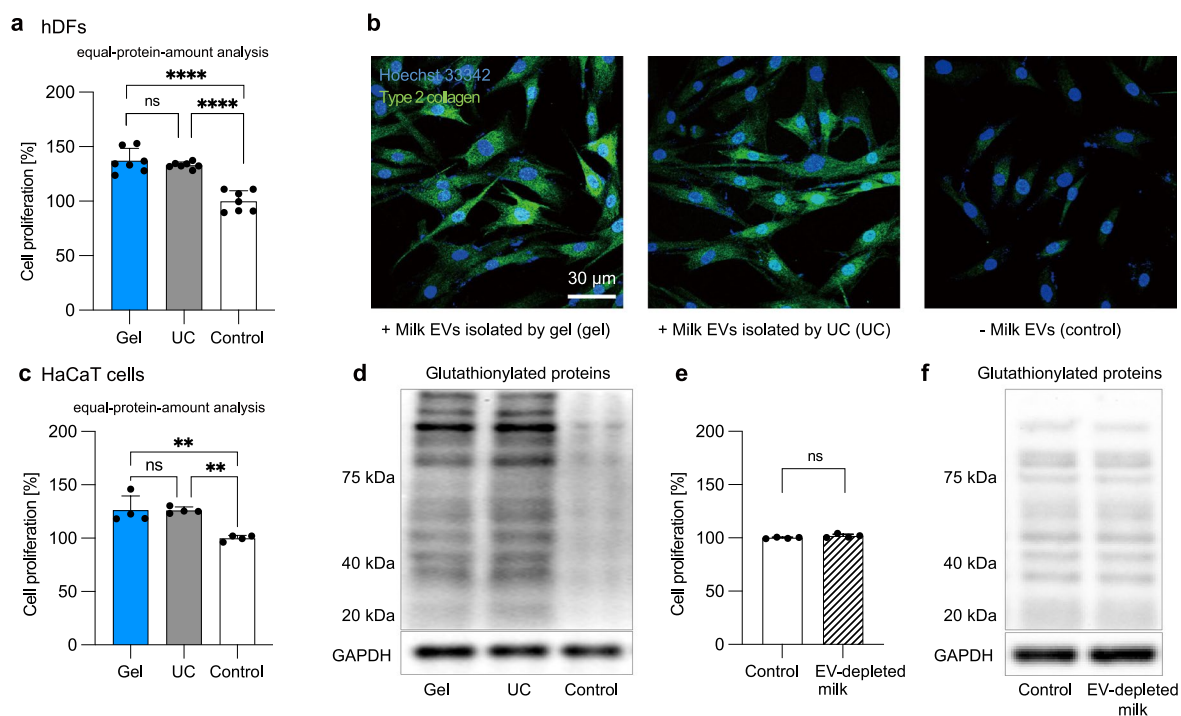 a hDFs
equal-protein-amount analysis
****
ns ****
200
150
100
50
0
Cell proliferation [%]
Gel UC Control
b
Hoechst 33342
Type 2 collagen
30 µm
+ Milk EVs isolated by gel (gel) + Milk EVs isolated by UC (UC) - Milk EVs (control)
c HaCaT cells
equal-protein-amount analysis
**
ns **
200
150
100
50
0
Cell proliferation [%]
Gel UC Control
d
Glutathionylated proteins
75 kDa
40 kDa
20 kDa
GAPDH
Gel UC Control
e
ns
200
150
100
50
0
Cell proliferation [%]
Control EV-depleted
milk
f
Glutathionylated proteins
75 kDa
40 kDa
20 kDa
GAPDH
Control EV-depleted
milk